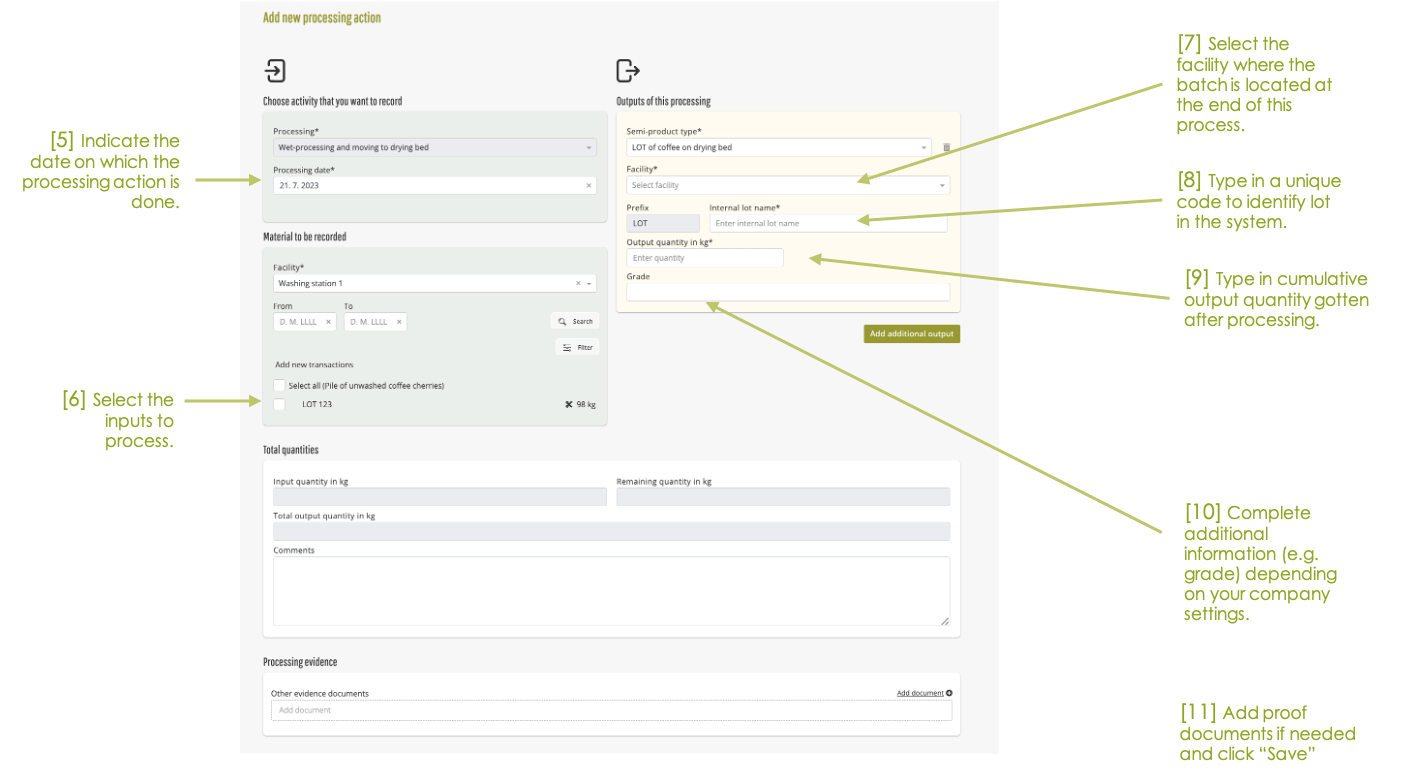 Add new processing action
Choose activity that you want to record
Processing*
Wet-processing and moving to drying bed
Processing date*
21. 7. 2023
Material to be recorded
Facility*
Washing station 1
From To
D. M. LLLL × D. M. LLLL ×
Search
Filter
Add new transactions
Select all (Pile of unwashed coffee cherries)
LOT 123 98 kg
Outputs of this processing
Semi-product type*
LOT of coffee on drying bed
Facility*
Select facility
Prefix Internal lot name*
LOT Enter internal lot name
Output quantity in kg*
Enter quantity
Grade
Add additional output
Total quantities
Input quantity in kg Remaining quantity in kg
Total output quantity in kg
Comments
Processing evidence
Other evidence documents Add document
Add document
[5] Indicate the
date on which the
processing action is
done.
[6] Select the
inputs to
process.
[7] Select the
facility where the
batch is located at
the end of this
process.
[8] Type in a unique
code to identify lot
in the system.
[9] Type in cumulative
output quantity gotten
after processing.
[10] Complete
additional
information (e.g.
grade) depending
on your company
settings.
[11] Add proof
documents if needed
and click “Save”